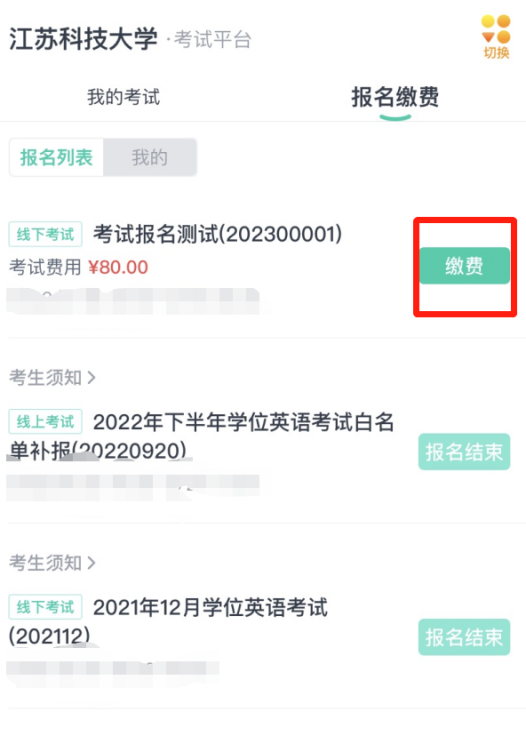 江苏科技大学 ·考试平台
切换
我的考试 报名缴费
报名列表 我的
线下考试 考试报名测试(202300001)
考试费用 ¥80.00
缴费
考生须知 >
线上考试 2022年下半年学位英语考试白名
单补报(20220920)
报名结束
考生须知 >
线下考试 2021年12月学位英语考试
(202112)
报名结束